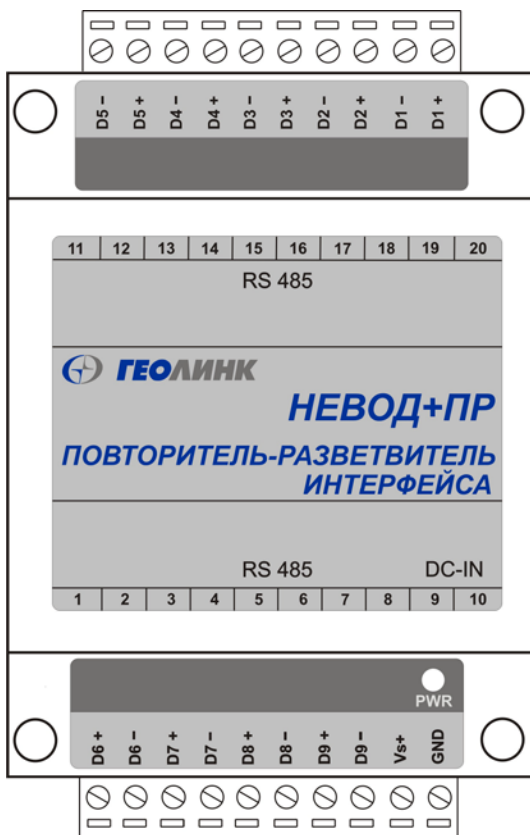 D5 − D5 + D4 − D4 + D3 − D3 + D2 − D2 + D1 − D1 +
11 12 13 14 15 16 17 18 19 20
RS 485
ГЕОЛИНК
НЕВОД+ПР
ПОВТОРИТЕЛЬ-РАЗВЕТВИТЕЛЬ
ИНТЕРФЕЙСА
RS 485 DC-IN
1 2 3 4 5 6 7 8 9 10
PWR
D6 + D6 − D7 + D7 − D8 + D8 − D9 + D9 − Vs+ GND